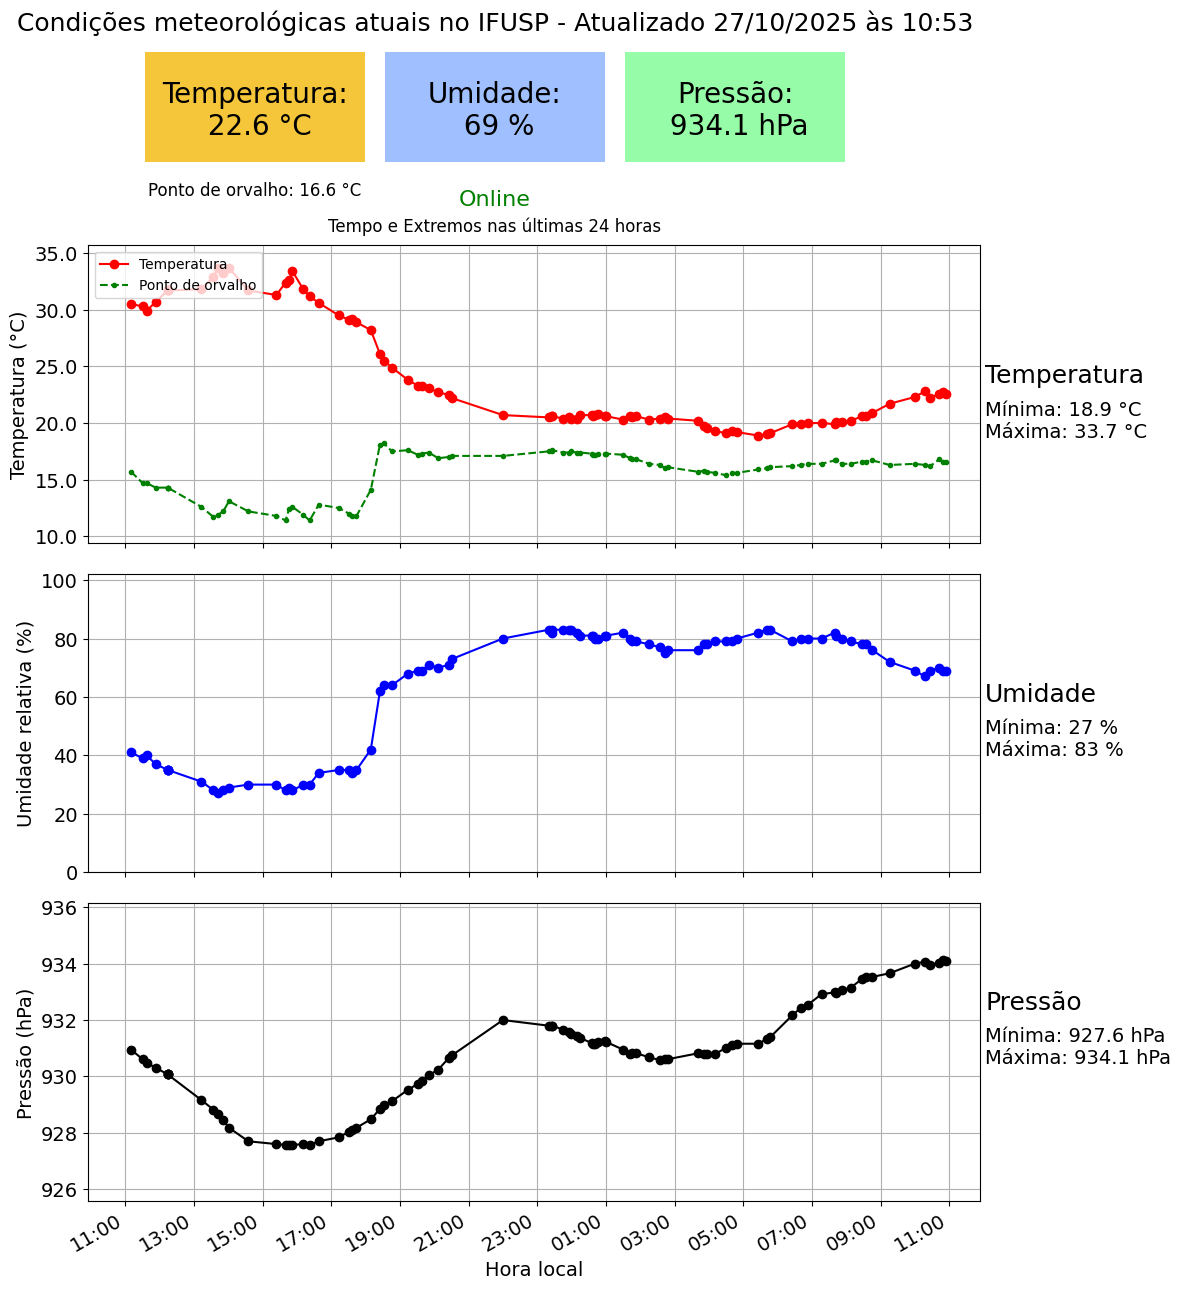 Condições meteorológicas atuais no IFUSP - Atualizado 27/10/2025 às 10:53
Temperatura:
22.6 °C
Umidade:
69 %
Pressão:
934.1 hPa
Ponto de orvalho: 16.6 °C
Online
Tempo e Extremos nas últimas 24 horas
Temperatura
Ponto de orvalho
Temperatura (°C)
35.0
30.0
25.0
20.0
15.0
10.0
Temperatura
Mínima: 18.9 °C
Máxima: 33.7 °C
Umidade relativa (%)
100
80
60
40
20
0
Umidade
Mínima: 27 %
Máxima: 83 %
Pressão (hPa)
936
934
932
930
928
926
Pressão
Mínima: 927.6 hPa
Máxima: 934.1 hPa
11:00
13:00
15:00
17:00
19:00
21:00
23:00
01:00
03:00
05:00
07:00
09:00
11:00
Hora local